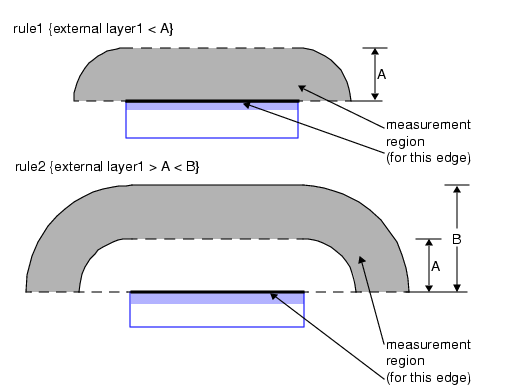 rule1 {external layer1 < A}
A
measurement
region
(for this edge)
rule2 {external layer1 > A < B}
B
A
measurement
region
(for this edge)